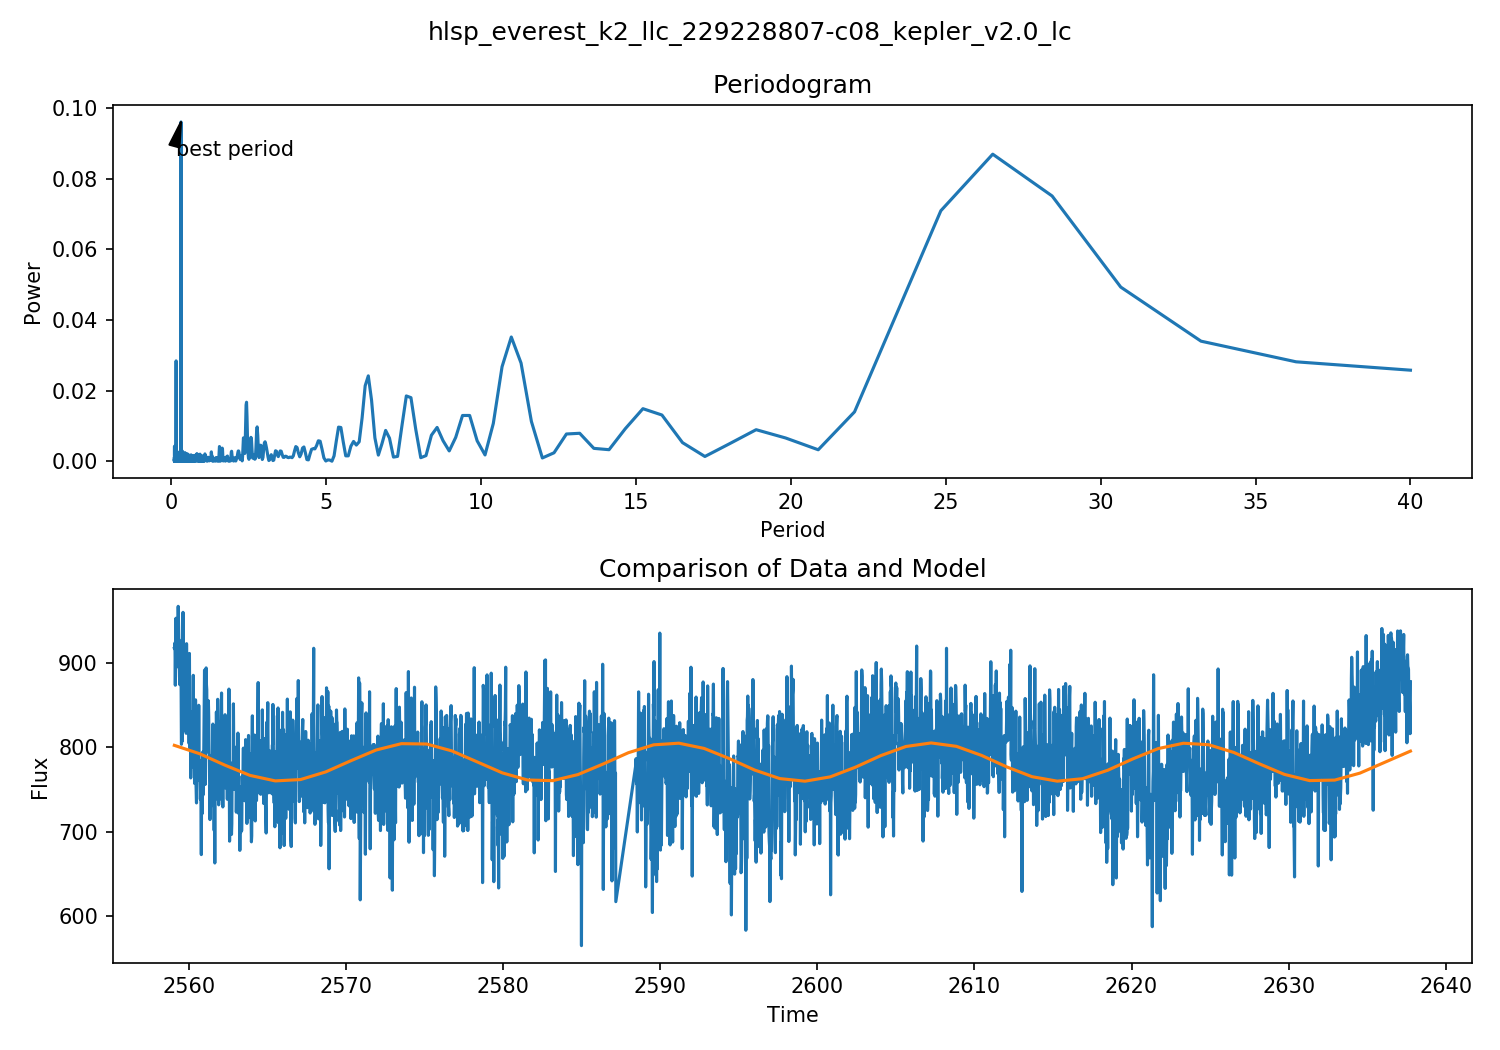 hlsp_everest_k2_llc_229228807-c08_kepler_v2.0_lc
Periodogram
0.10
0.08
0.06
0.04
0.02
0.00
Power
best period
0 5 10 15 20 25 30 35 40
Period
Comparison of Data and Model
900
800
700
600
Flux
2560 2570 2580 2590 2600 2610 2620 2630 2640
Time